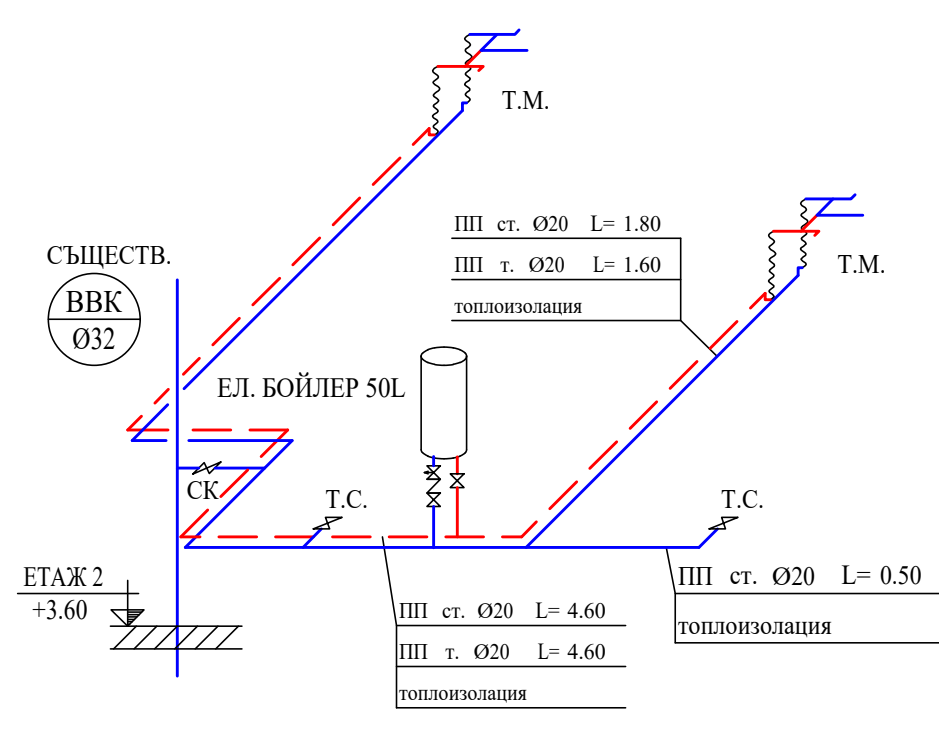 Т.М.
ПП ст. Ø20 L= 1.80
ПП т. Ø20 L= 1.60
топлоизолация
Т.М.
СЪЩЕСТВ.
ВВК
Ø32
ЕЛ. БОЙЛЕР 50L
СК
Т.С.
Т.С.
ЕТАЖ 2
+3.60
ПП ст. Ø20 L= 0.50
топлоизолация
ПП ст. Ø20 L= 4.60
ПП т. Ø20 L= 4.60
топлоизолация